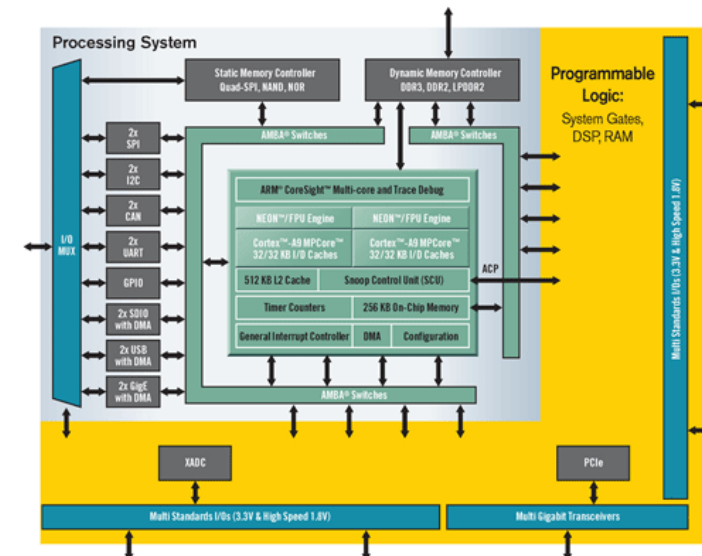 Processing System
Static Memory Controller
Quad-SPI, NAND, NOR
Dynamic Memory Controller
DDR3, DDR2, LPDDR2
Programmable
Logic:
System Gates,
DSP, RAM
AMBA® Switches
AMBA® Switches
I/O
MUX
2x
SPI
2x
I2C
2x
CAN
2x
UART
GPIO
2x SDIO
with DMA
2x USB
with DMA
2x GigE
with DMA
ARM® CoreSight™ Multi-core and Trace Debug
NEON™/FPU Engine
NEON™/FPU Engine
Cortex™-A9 MPCore™
32/32 KB I/D Caches
Cortex™-A9 MPCore™
32/32 KB I/D Caches
512 KB L2 Cache
Snoop Control Unit (SCU)
Timer Counters
256 KB On-Chip Memory
General Interrupt Controller
DMA
Configuration
ACP
AMBA® Switches
Multi Standards I/Os (3.3V & High Speed 1.8V)
XADC
PCIe
Multi Standards I/Os (3.3V & High Speed 1.8V)
Multi Gigabit Transceivers